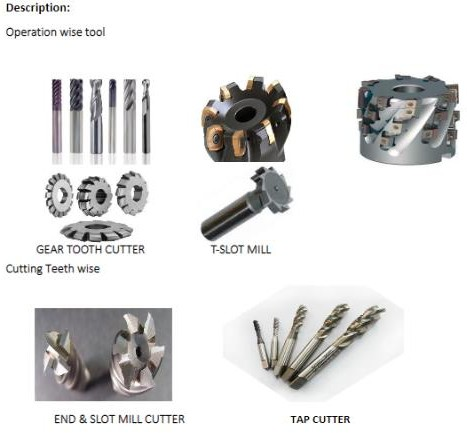 Description:
Operation wise tool
GEAR TOOTH CUTTER
T-SLOT MILL
Cutting Teeth wise
END & SLOT MILL CUTTER
TAP CUTTER